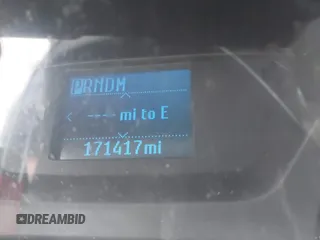 PRNDM
---- mi to E
171417mi
DREAMBID